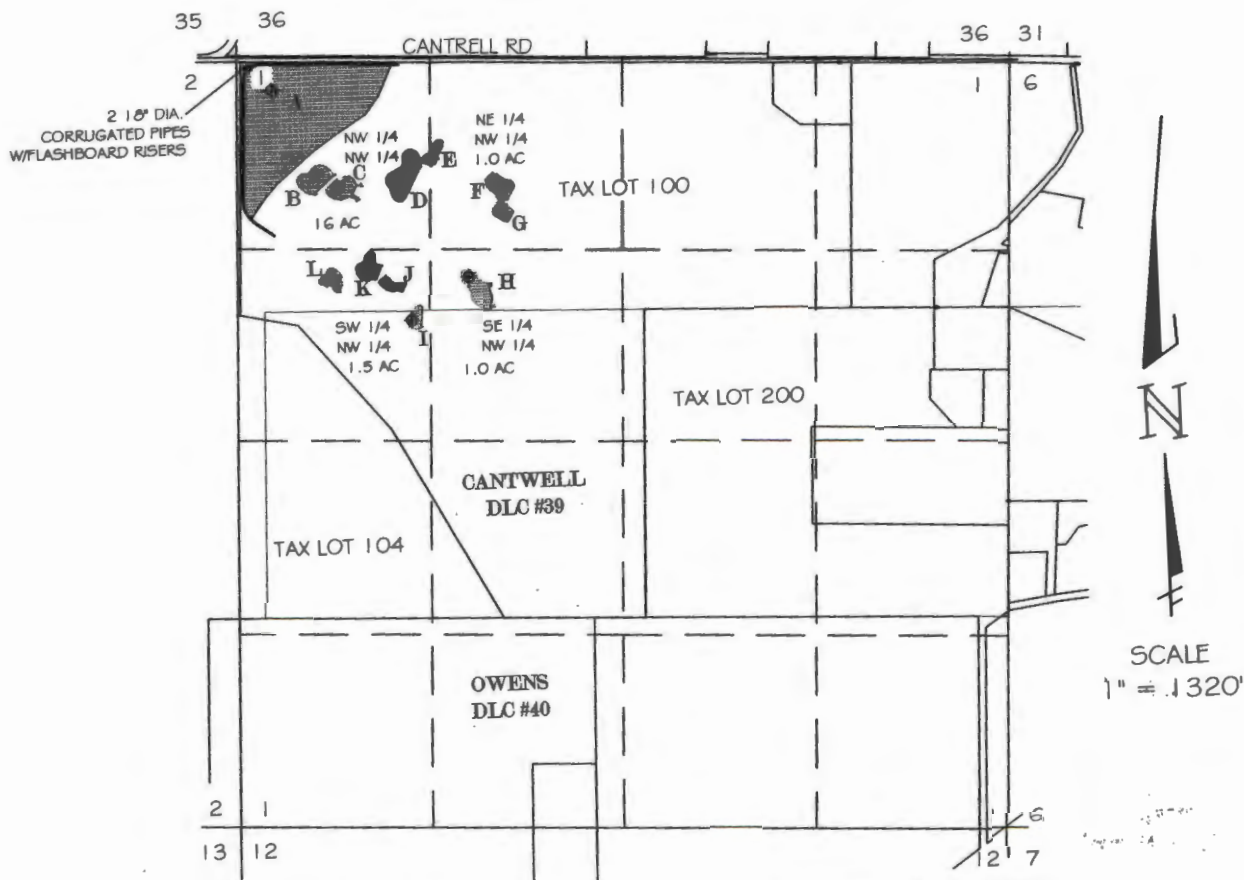 35 36
CANTRELL RD
36 31
2 1
1 6
2 18" DIA.
CORRUGATED PIPES
W/FLASHBOARD RISERS
A
NW 1/4
NW 1/4
NE 1/4
NW 1/4
1.0 AC
E
C
B
D
F
G
TAX LOT 100
16 AC
L
K
J
H
I
SW 1/4
NW 1/4
1.5 AC
SE 1/4
NW 1/4
1.0 AC
TAX LOT 200
N
CANTWELL
DLC #39
TAX LOT 104
SCALE
1" = 1320'
OWENS
DLC #40
2 1
6
13 12
12 7